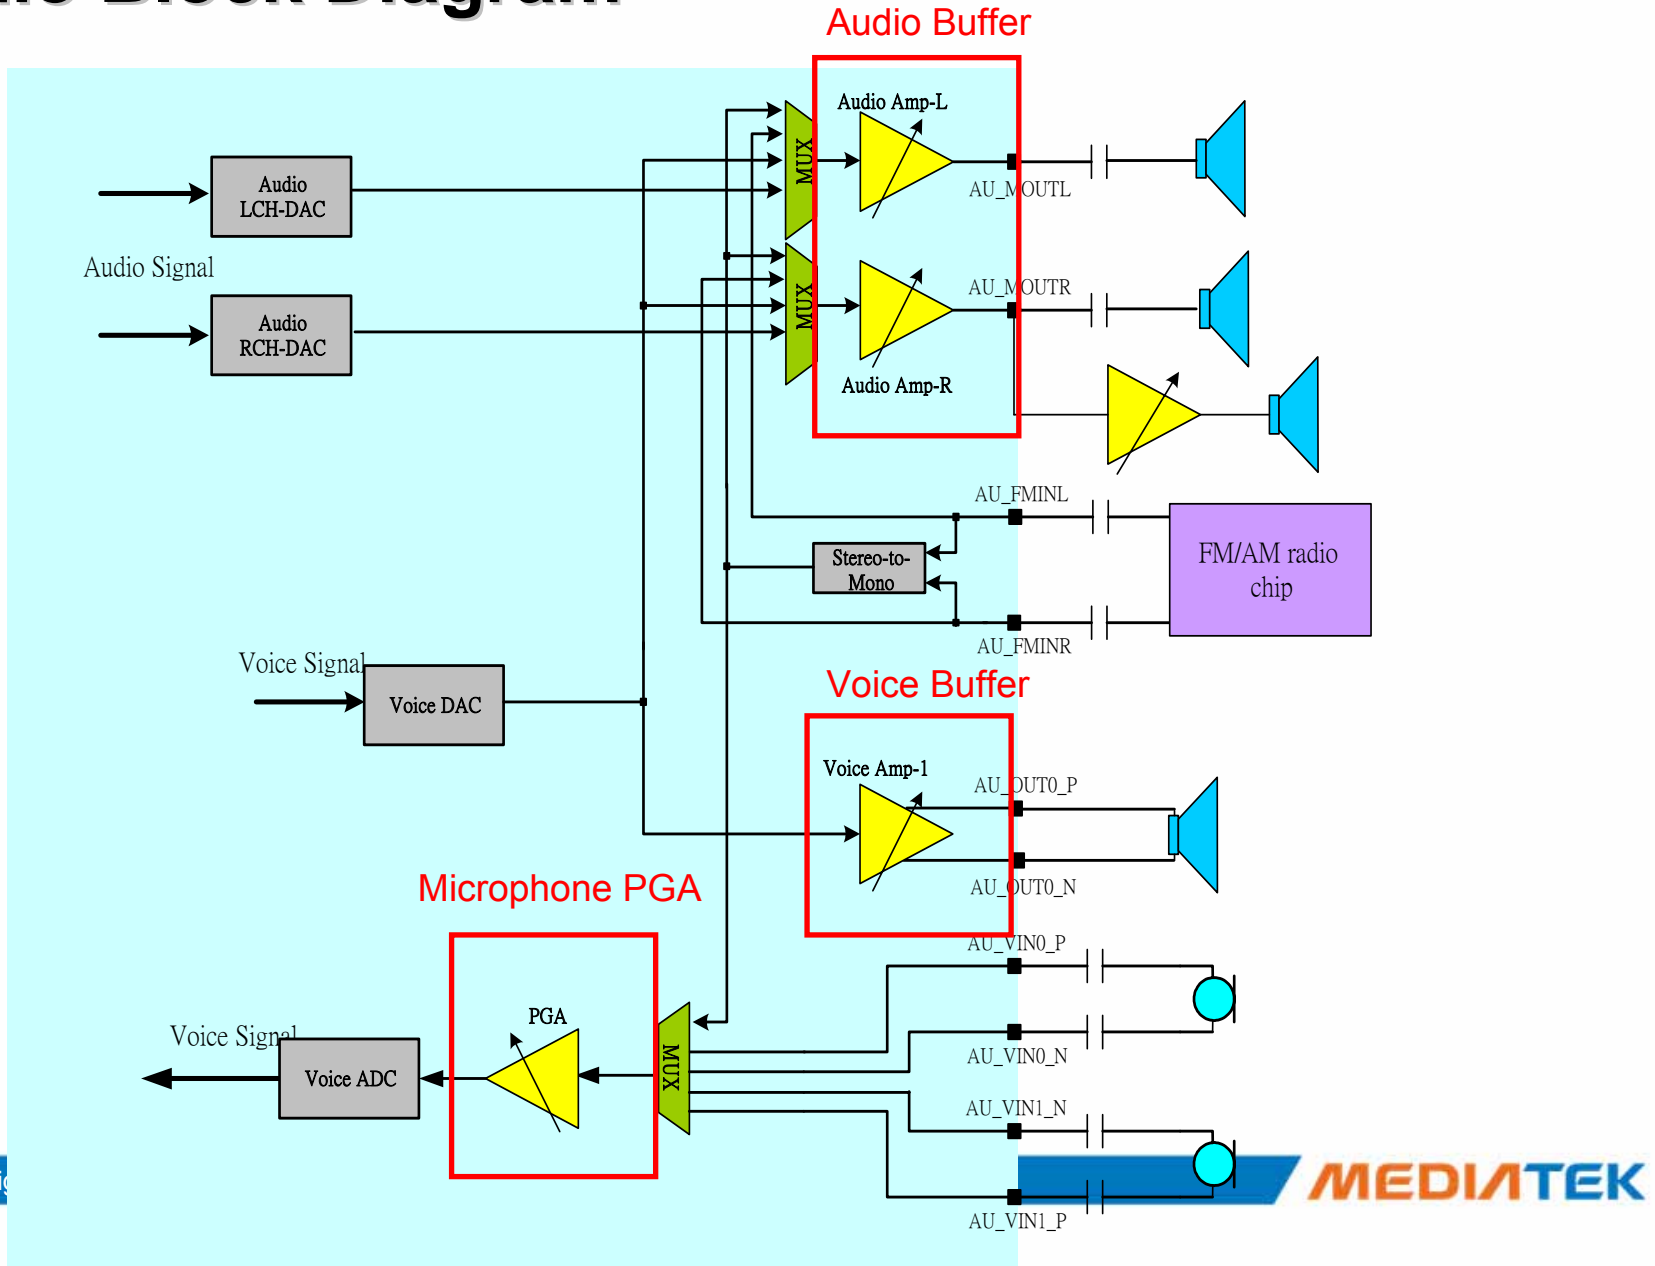 Block Diagram
Audio Buffer
Audio Amp-L
MUX
Audio
LCH-DAC
AU_MOUTL
Audio Signal
AU_MOUTR
MUX
Audio
RCH-DAC
Audio Amp-R
AU_FMINL
FM/AM radio
chip
Stereo-to-
Mono
AU_FMINR
Voice Signal
Voice DAC
Voice Buffer
Voice Amp-1
AU_OUT0_P
AU_OUT0_N
Microphone PGA
AU_VIN0_P
PGA
Voice Signal
Voice ADC
MUX
AU_VIN0_N
AU_VIN1_N
AU_VIN1_P
MEDIATEK